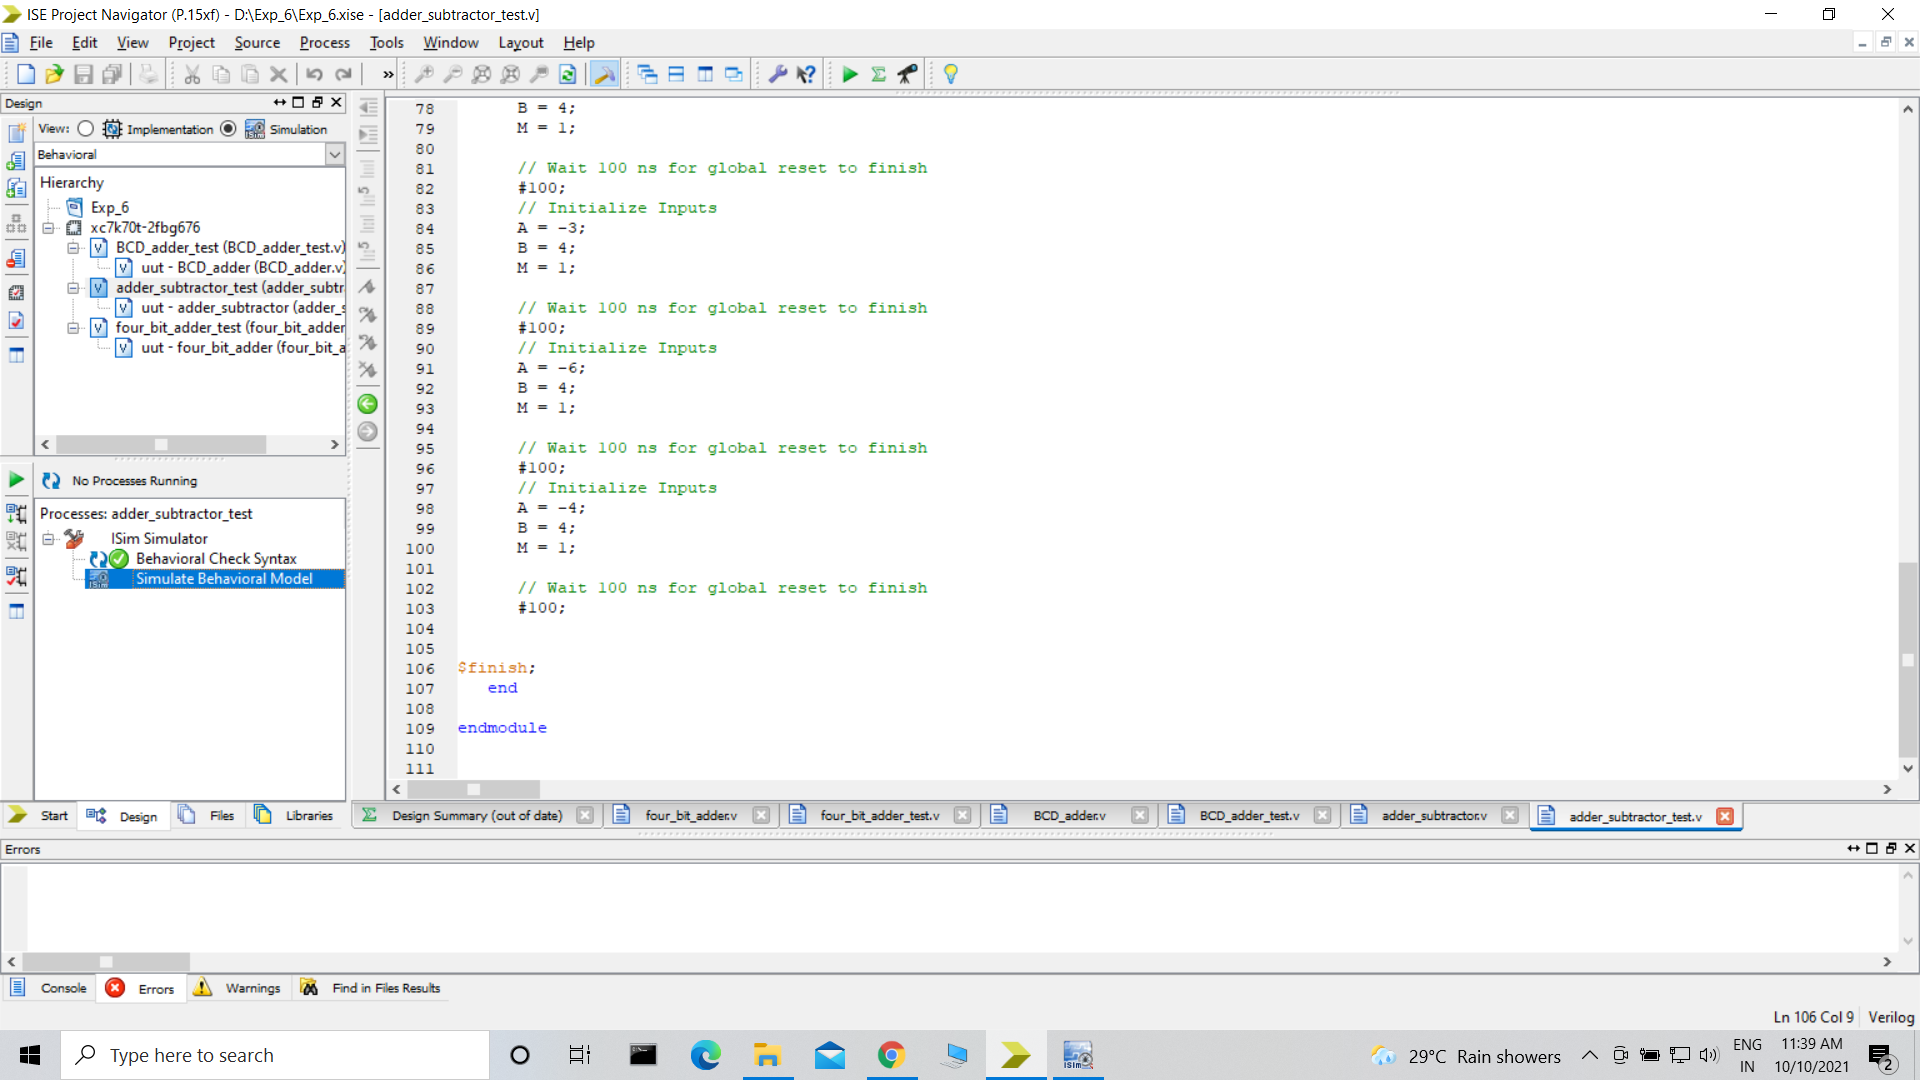 ISE Project Navigator (P.15xf) - D:\Exp_6\Exp_6.xise - [adder_subtractor_test.v]
File Edit View Project Source Process Tools Window Layout Help
Design
View: Implementation Simulation
Behavioral
Hierarchy
Exp_6
xc7k70t-2fbg676
BCD_adder_test (BCD_adder_test.v)
uut - BCD_adder (BCD_adder.v)
adder_subtractor_test (adder_subtr
uut - adder_subtractor (adder_s
four_bit_adder_test (four_bit_adder
uut - four_bit_adder (four_bit_a
No Processes Running
Processes: adder_subtractor_test
ISim Simulator
Behavioral Check Syntax
Simulate Behavioral Model
78 B = 4;
79 M = 1;
80
81 // Wait 100 ns for global reset to finish
82 #100;
83 // Initialize Inputs
84 A = -3;
85 B = 4;
86 M = 1;
87
88 // Wait 100 ns for global reset to finish
89 #100;
90 // Initialize Inputs
91 A = -6;
92 B = 4;
93 M = 1;
94
95 // Wait 100 ns for global reset to finish
96 #100;
97 // Initialize Inputs
98 A = -4;
99 B = 4;
100 M = 1;
101
102 // Wait 100 ns for global reset to finish
103 #100;
104
105
106 $finish;
107 end
108
109 endmodule
110
111
Start Design Files Libraries
Design Summary (out of date) four_bit_adder.v four_bit_adder_test.v BCD_adder.v BCD_adder_test.v adder_subtractor.v adder_subtractor_test.v
Errors
Console Errors Warnings Find in Files Results
Ln 106 Col 9 Verilog
Type here to search
29°C Rain showers
ENG
IN
11:39 AM
10/10/2021
2